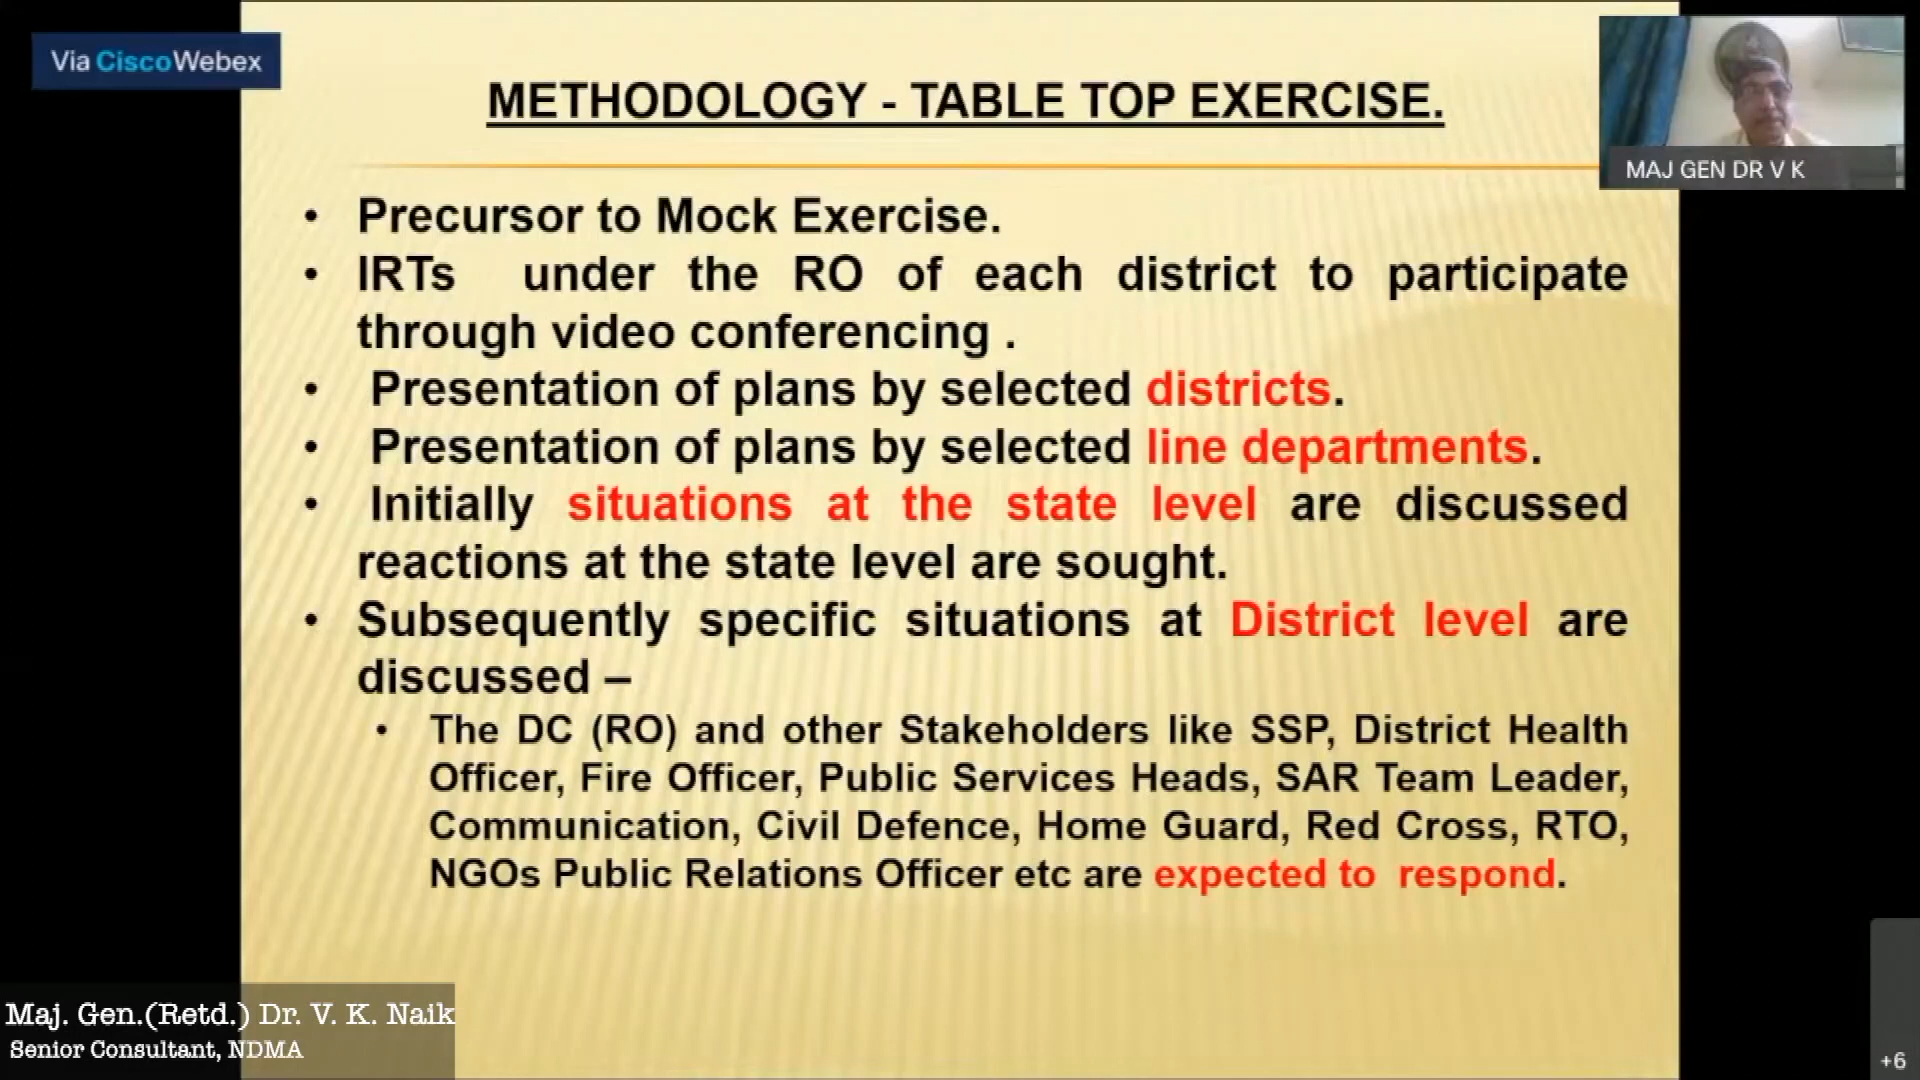 Via CiscoWebex
METHODOLOGY - TABLE TOP EXERCISE.
MAJ GEN DR V K
• Precursor to Mock Exercise.
• IRTs under the RO of each district to participate
through video conferencing .
• Presentation of plans by selected districts.
• Presentation of plans by selected line departments.
• Initially situations at the state level are discussed
reactions at the state level are sought.
• Subsequently specific situations at District level are
discussed –
• The DC (RO) and other Stakeholders like SSP, District Health
Officer, Fire Officer, Public Services Heads, SAR Team Leader,
Communication, Civil Defence, Home Guard, Red Cross, RTO,
NGOs Public Relations Officer etc are expected to respond.
Maj. Gen.(Retd.) Dr. V. K. Naik
Senior Consultant, NDMA
+6